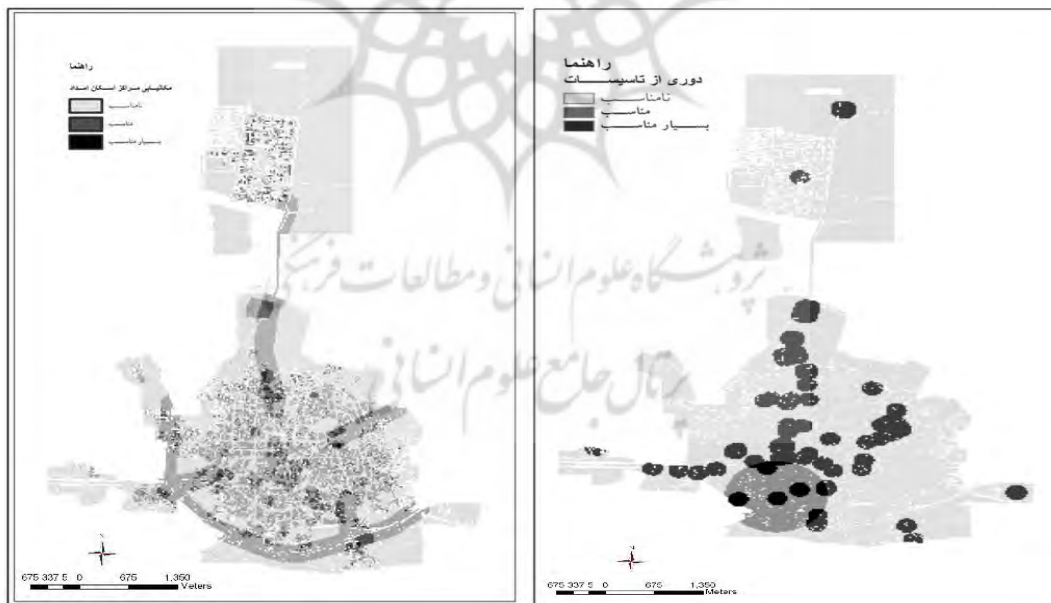 راهنما
مکانیابی مراکز اسکان امداد
نامناسب
مناسب
بسیار مناسب
675 337 5 0 675 1,350
Meters
راهنما
دوری از تاسیسات
نامناسب
مناسب
بسیار مناسب
675 337 5 0 675 1,350
Meters
پژوهشگاه علوم انسانی و مطالعات فرهنگی
پرتال جامع علوم انسانی